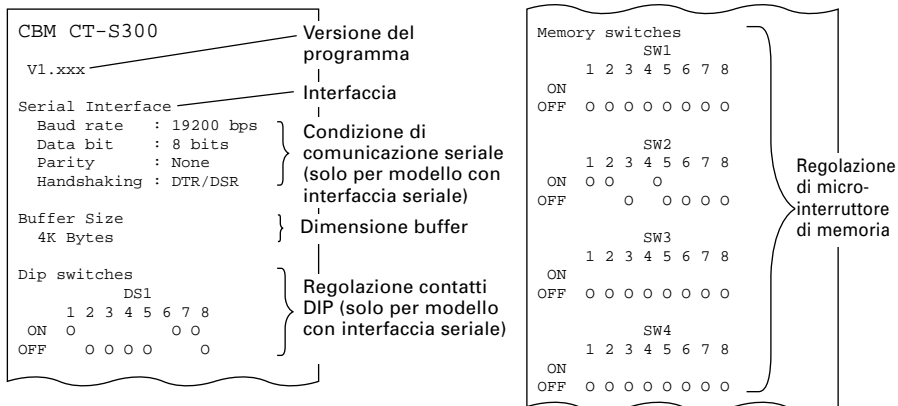 CBM CT-S300
V1.xxx
Serial Interface
Baud rate : 19200 bps
Data bit : 8 bits
Parity : None
Handshaking : DTR/DSR
Buffer Size
4K Bytes
Dip switches
DS1
1 2 3 4 5 6 7 8
ON O O O
OFF O O O O O
Versione del
programma
Interfaccia
Condizione di
comunicazione seriale
(solo per modello con
interfaccia seriale)
Dimensione buffer
Regolazione contatti
DIP (solo per modello
con interfaccia seriale)
Memory switches
SW1
1 2 3 4 5 6 7 8
ON
OFF O O O O O O O O
SW2
1 2 3 4 5 6 7 8
ON O O O
OFF O O O O O
SW3
1 2 3 4 5 6 7 8
ON
OFF O O O O O O O O
SW4
1 2 3 4 5 6 7 8
ON
OFF O O O O O O O O
Regolazione
di micro-
interruttore
di memoria